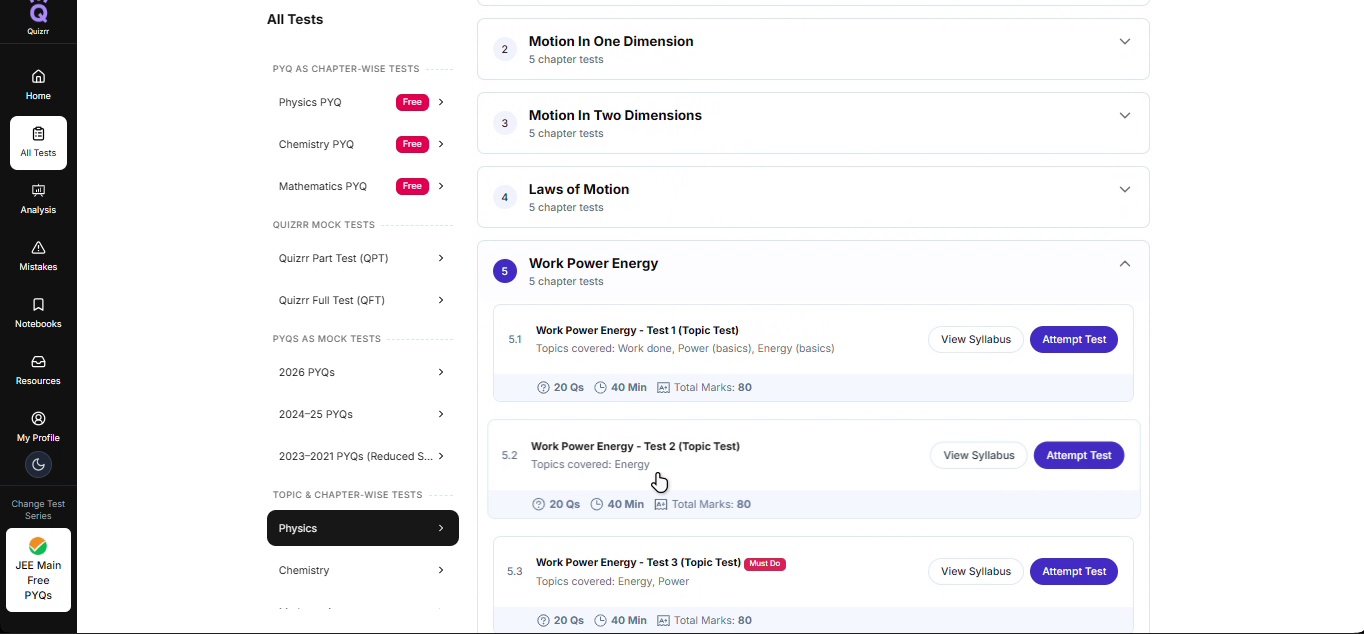 Quizrr
Home
All Tests
Analysis
Mistakes
Notebooks
Resources
My Profile
Change Test
Series
JEE Main
Free
PYQs
All Tests
PYQ AS CHAPTER-WISE TESTS
Physics PYQ Free
Chemistry PYQ Free
Mathematics PYQ Free
QUIZRR MOCK TESTS
Quizrr Part Test (QPT)
Quizrr Full Test (QFT)
PYQS AS MOCK TESTS
2026 PYQs
2024–25 PYQs
2023–2021 PYQs (Reduced S...
TOPIC & CHAPTER-WISE TESTS
Physics
Chemistry
2 Motion In One Dimension
5 chapter tests
3 Motion In Two Dimensions
5 chapter tests
4 Laws of Motion
5 chapter tests
5 Work Power Energy
5 chapter tests
5.1 Work Power Energy - Test 1 (Topic Test)
Topics covered: Work done, Power (basics), Energy (basics)
View Syllabus Attempt Test
20 Qs 40 Min A+ Total Marks: 80
5.2 Work Power Energy - Test 2 (Topic Test)
Topics covered: Energy
View Syllabus Attempt Test
20 Qs 40 Min A+ Total Marks: 80
5.3 Work Power Energy - Test 3 (Topic Test) Must Do
Topics covered: Energy, Power
View Syllabus Attempt Test
20 Qs 40 Min A+ Total Marks: 80